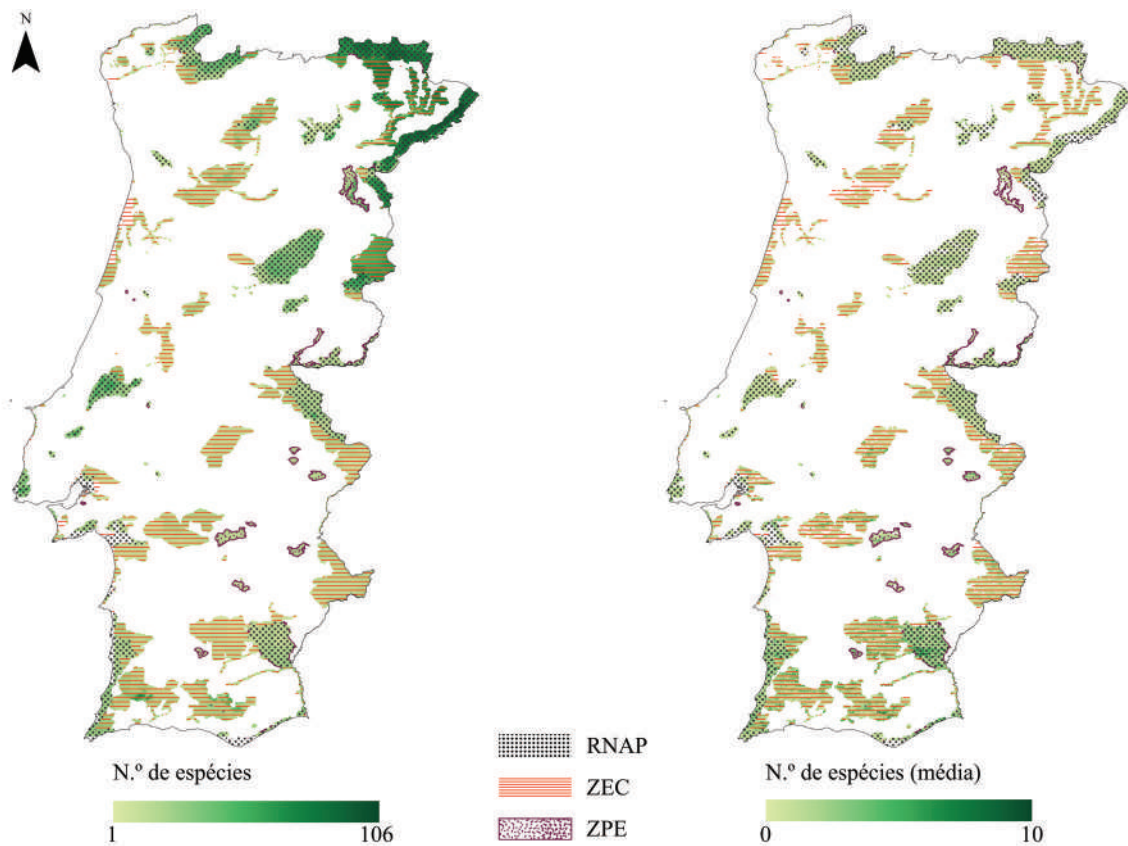 N
N.º de espécies
1
106
RNAP
ZEC
ZPE
N.º de espécies (média)
0
10